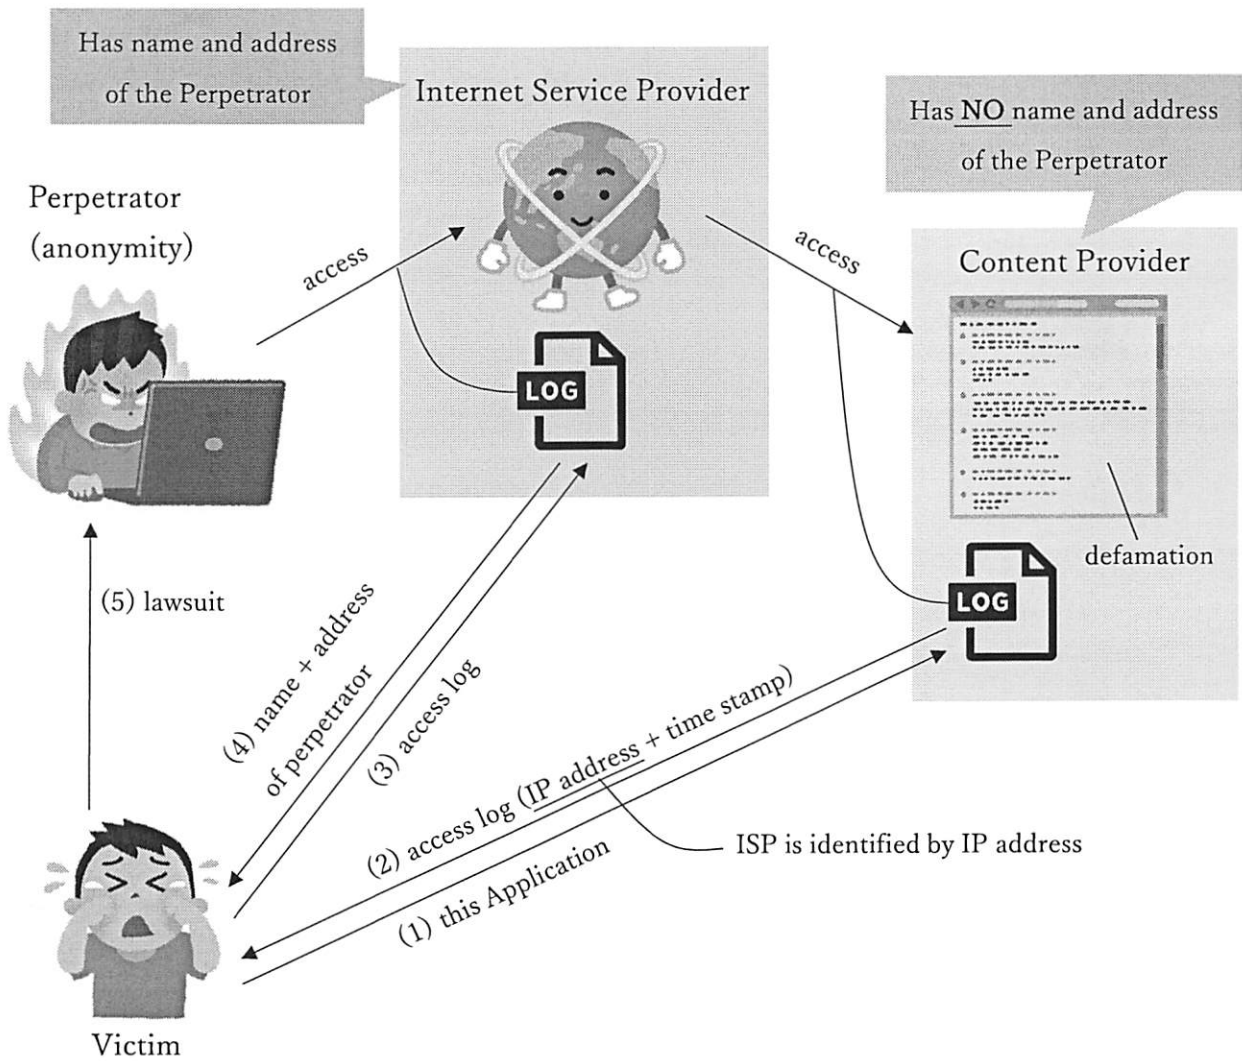 Has name and address
of the Perpetrator
Internet Service Provider
Has NO name and address
of the Perpetrator
Perpetrator
(anonymity)
access
access
Content Provider
LOG
defamation
LOG
(5) lawsuit
(4) name + address
of perpetrator
(3) access log
(2) access log (IP address + time stamp)
ISP is identified by IP address
(1) this Application
Victim